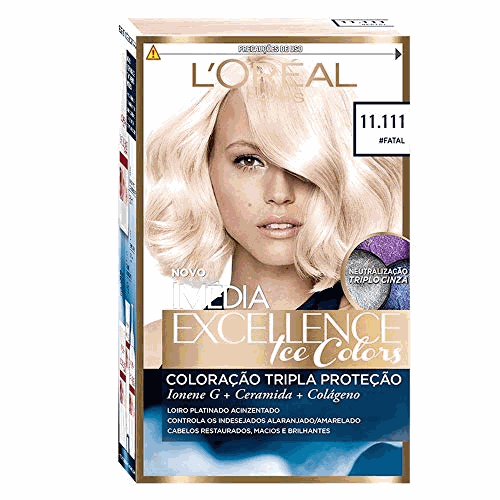 PRECAUÇÕES DE USO
L'ORÉAL
11.111
#FATAL
NEUTRALIZAÇÃO
TRIPLO CINZA
NOVO
IMÉDIA
EXCELLENCE
Ice Colors
COLORAÇÃO TRIPLA PROTEÇÃO
Ionene G + Ceramida + Colágeno
LOIRO PLATINADO ACINZENTADO
CONTROLA OS INDESEJADOS ALARANJADO/AMARELADO
CABELOS RESTAURADOS, MACIOS E BRILHANTES